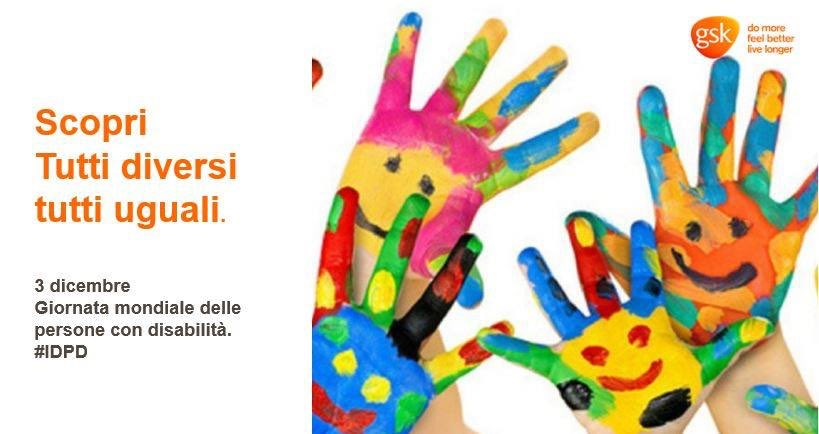 Scopri
Tutti diversi
tutti uguali.
3 dicembre
Giornata mondiale delle
persone con disabilità.
#IDPD
gsk
do more
feel better
live longer